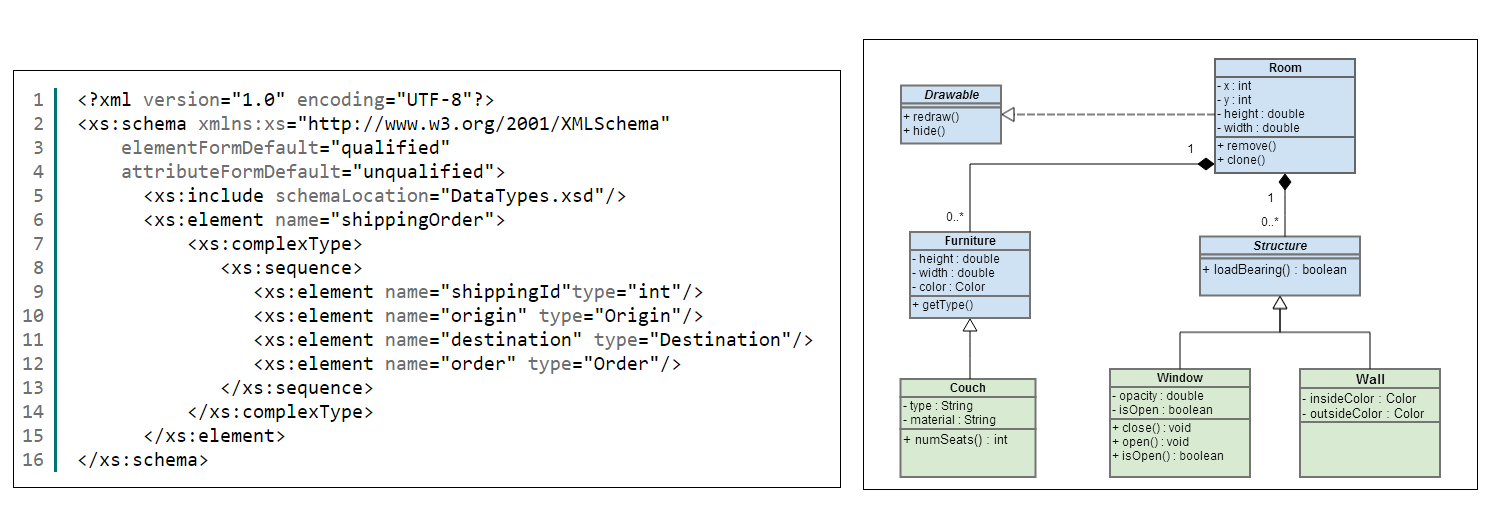 1 <?xml version="1.0" encoding="UTF-8"?>
2 <xs:schema xmlns:xs="http://www.w3.org/2001/XMLSchema"
3 elementFormDefault="qualified"
4 attributeFormDefault="unqualified">
5 <xs:include schemaLocation="DataTypes.xsd"/>
6 <xs:element name="shippingOrder">
7 <xs:complexType>
8 <xs:sequence>
9 <xs:element name="shippingId"type="int"/>
10 <xs:element name="origin" type="Origin"/>
11 <xs:element name="destination" type="Destination"/>
12 <xs:element name="order" type="Order"/>
13 </xs:sequence>
14 </xs:complexType>
15 </xs:element>
16 </xs:schema>
Drawable
+ redraw()
+ hide()
Room
- x : int
- y : int
- height : double
- width : double
+ remove()
+ clone()
1
0..*
1
0..*
Furniture
- height : double
- width : double
- color : Color
+ getType()
Structure
+ loadBearing() : boolean
Couch
- type : String
- material : String
+ numSeats() : int
Window
- opacity : double
- isOpen : boolean
+ close() : void
+ open() : void
+ isOpen() : boolean
Wall
- insideColor : Color
- outsideColor : Color